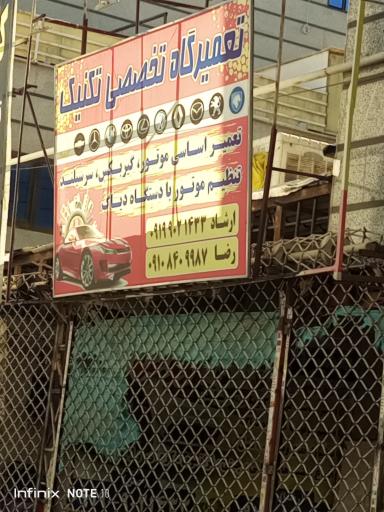 تعمیرگاه تخصصی تکنیک
تعمیر اساسی موتور، گیربکس، سرسیلندر
تنظیم موتور با دستگاه دیاگ
ارشاد ۰۹۱۹۹۰۲۱۴۳۳
رضا ۰۹۱۰۸۴۰۹۹۸۷
Infinix NOTE 10